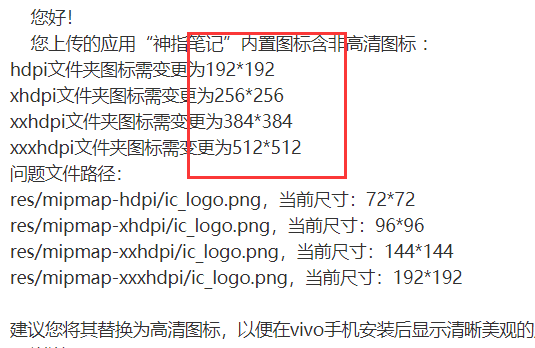 您好！
您上传的应用“神指笔记”内置图标含非高清图标：
hdpi文件夹图标需变更为192*192
xhdpi文件夹图标需变更为256*256
xxhdpi文件夹图标需变更为384*384
xxxhdpi文件夹图标需变更为512*512
问题文件路径：
res/mipmap-hdpi/ic_logo.png，当前尺寸：72*72
res/mipmap-xhdpi/ic_logo.png，当前尺寸：96*96
res/mipmap-xxhdpi/ic_logo.png，当前尺寸：144*144
res/mipmap-xxxhdpi/ic_logo.png，当前尺寸：192*192
建议您将其替换为高清图标，以便在vivo手机安装后显示清晰美观的